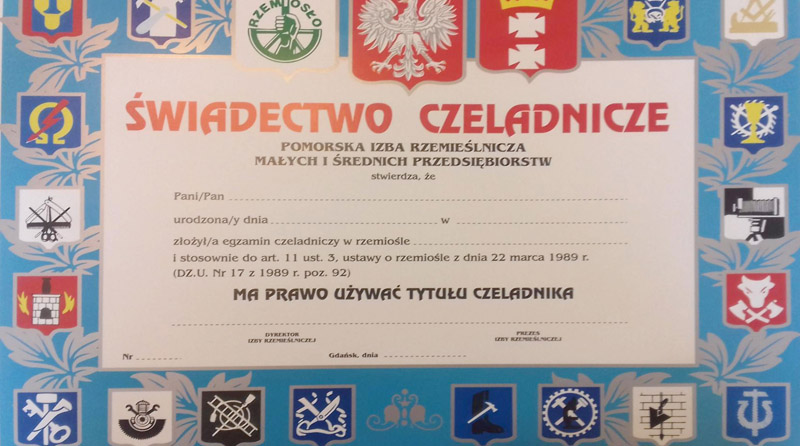 RZEMIOSŁO
ŚWIADECTWO CZELADNICZE
POMORSKA IZBA RZEMIEŚLNICZA
MAŁYCH I ŚREDNICH PRZEDSIĘBIORSTW
stwierdza, że
Pani/Pan
urodzona/y dnia w
złożył/a egzamin czeladniczy w rzemiośle
i stosownie do art. 11 ust. 3, ustawy o rzemiośle z dnia 22 marca 1989 r.
(DZ.U. Nr 17 z 1989 r. poz. 92)
MA PRAWO UŻYWAĆ TYTUŁU CZELADNIKA
DYREKTOR PREZES
IZBY RZEMIEŚLNICZEJ IZBY RZEMIEŚLNICZEJ
Nr Gdańsk, dnia